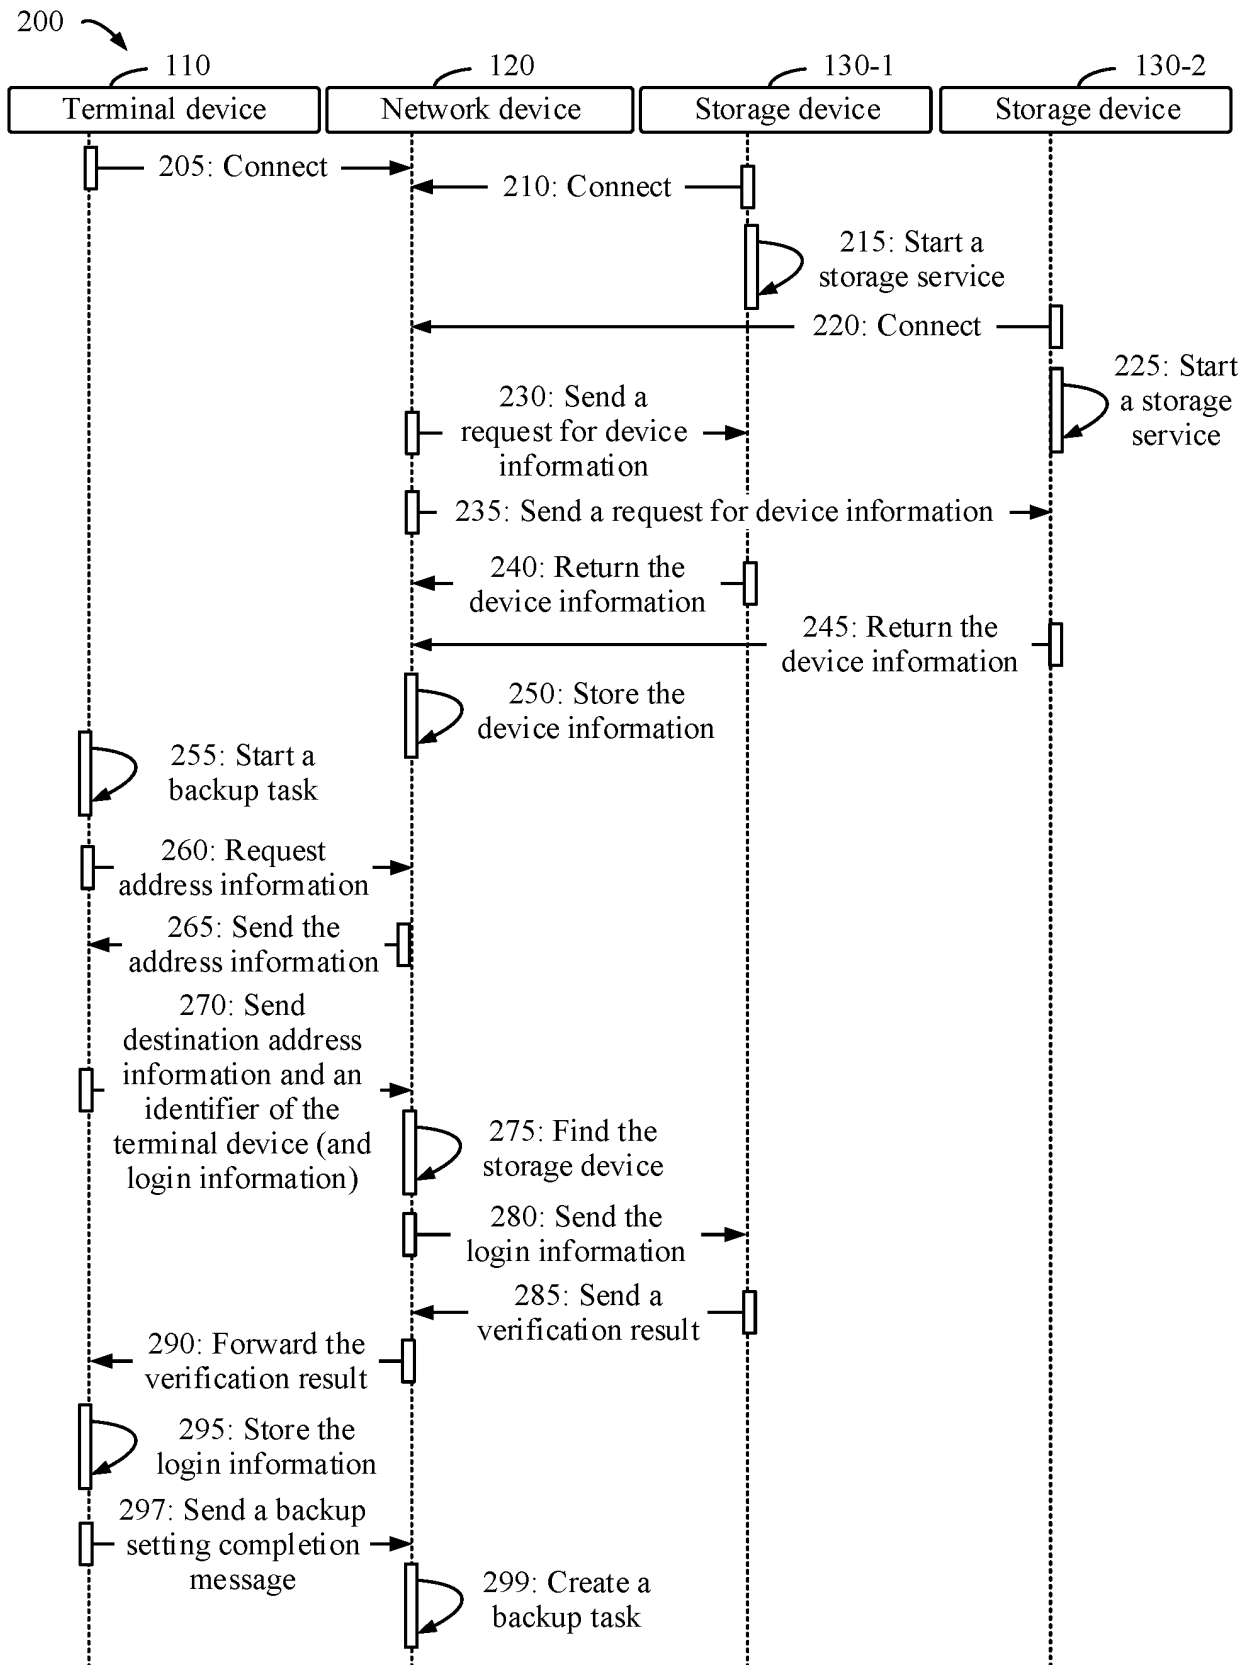 200
110
120
130-1
130-2
Terminal device
Network device
Storage device
Storage device
205: Connect
210: Connect
215: Start a
storage service
220: Connect
225: Start
a storage
service
230: Send a
request for device
information
235: Send a request for device information
240: Return the
device information
245: Return the
device information
250: Store the
device information
255: Start a
backup task
260: Request
address information
265: Send the
address information
270: Send
destination address
information and an
identifier of the
terminal device (and
login information)
275: Find the
storage device
280: Send the
login information
285: Send a
verification result
290: Forward the
verification result
295: Store the
login information
297: Send a backup
setting completion
message
299: Create a
backup task